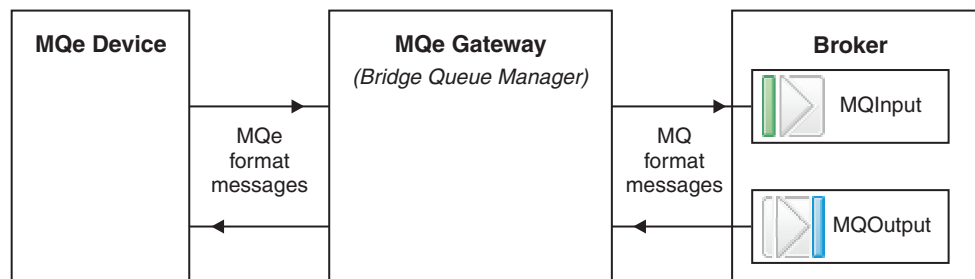 MQe Device
MQe Gateway
(Bridge Queue Manager)
Broker
MQInput
MQe
format
messages
MQ
format
messages
MQOutput